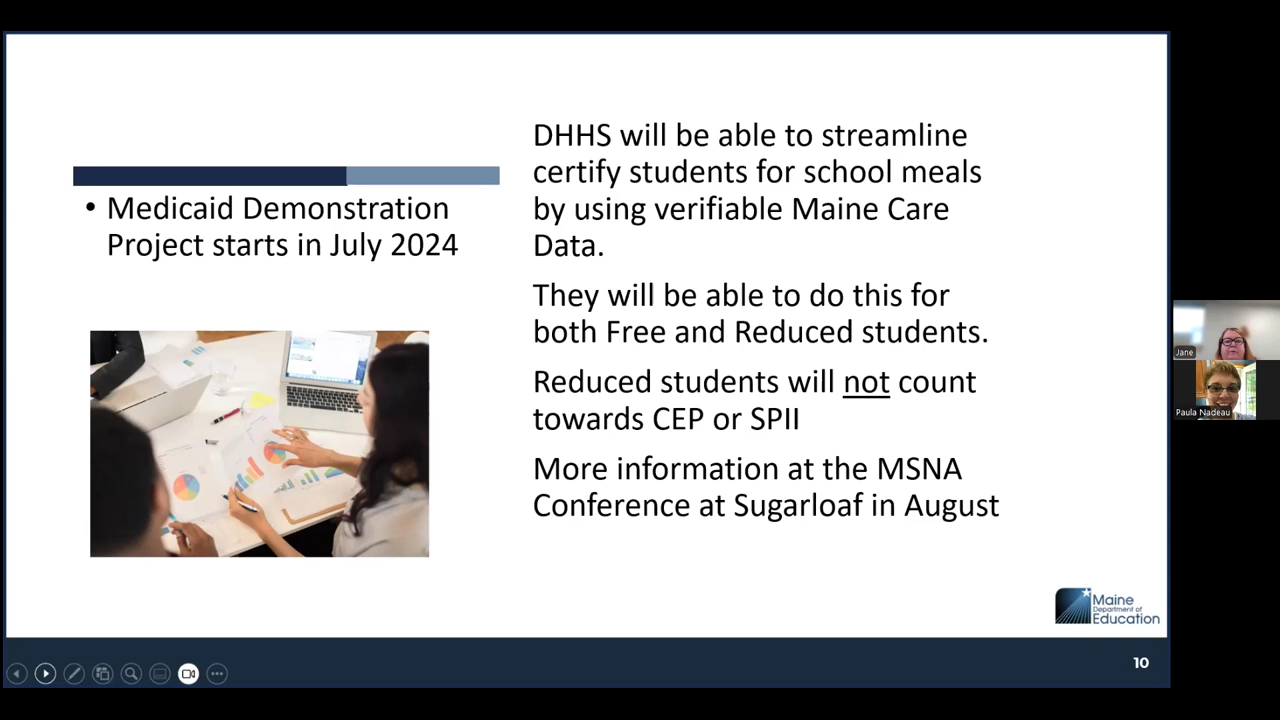 • Medicaid Demonstration
Project starts in July 2024
DHHS will be able to streamline
certify students for school meals
by using verifiable Maine Care
Data.
They will be able to do this for
both Free and Reduced students.
Reduced students will not count
towards CEP or SPII
More information at the MSNA
Conference at Sugarloaf in August
Maine
Department of
Education
10
Jane
Paula Nadeau